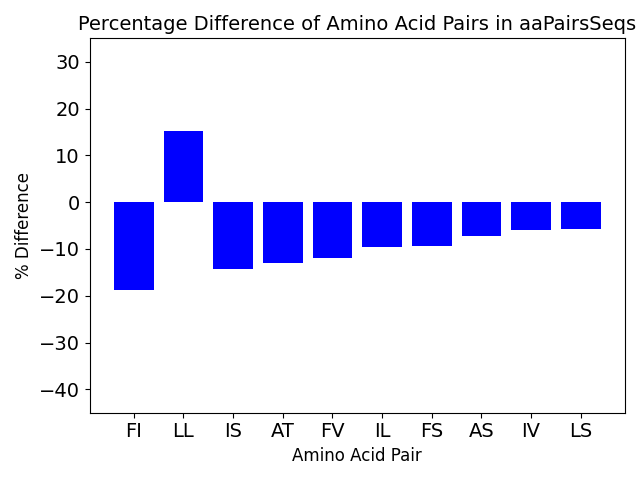 Percentage Difference of Amino Acid Pairs in aaPairsSeqs
30
20
10
0
−10
−20
−30
−40
% Difference
FI LL IS AT FV IL FS AS IV LS
Amino Acid Pair